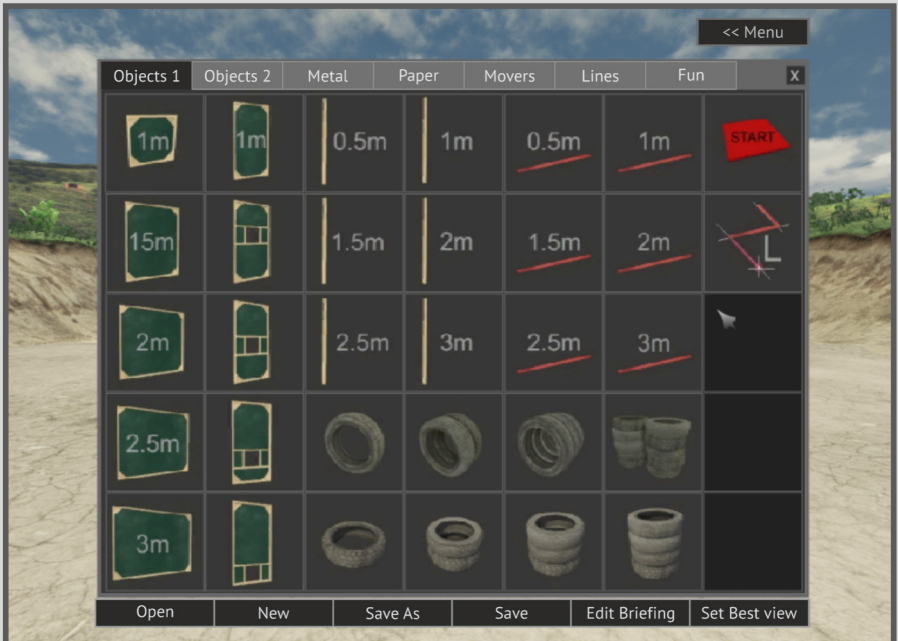 << Menu
Objects 1 Objects 2 Metal Paper Movers Lines Fun X
1m 1m 0.5m 1m 0.5m 1m START
15m 1.5m 2m 1.5m 2m L
2m 2.5m 3m 2.5m 3m
2.5m
3m
Open New Save As Save Edit Briefing Set Best view